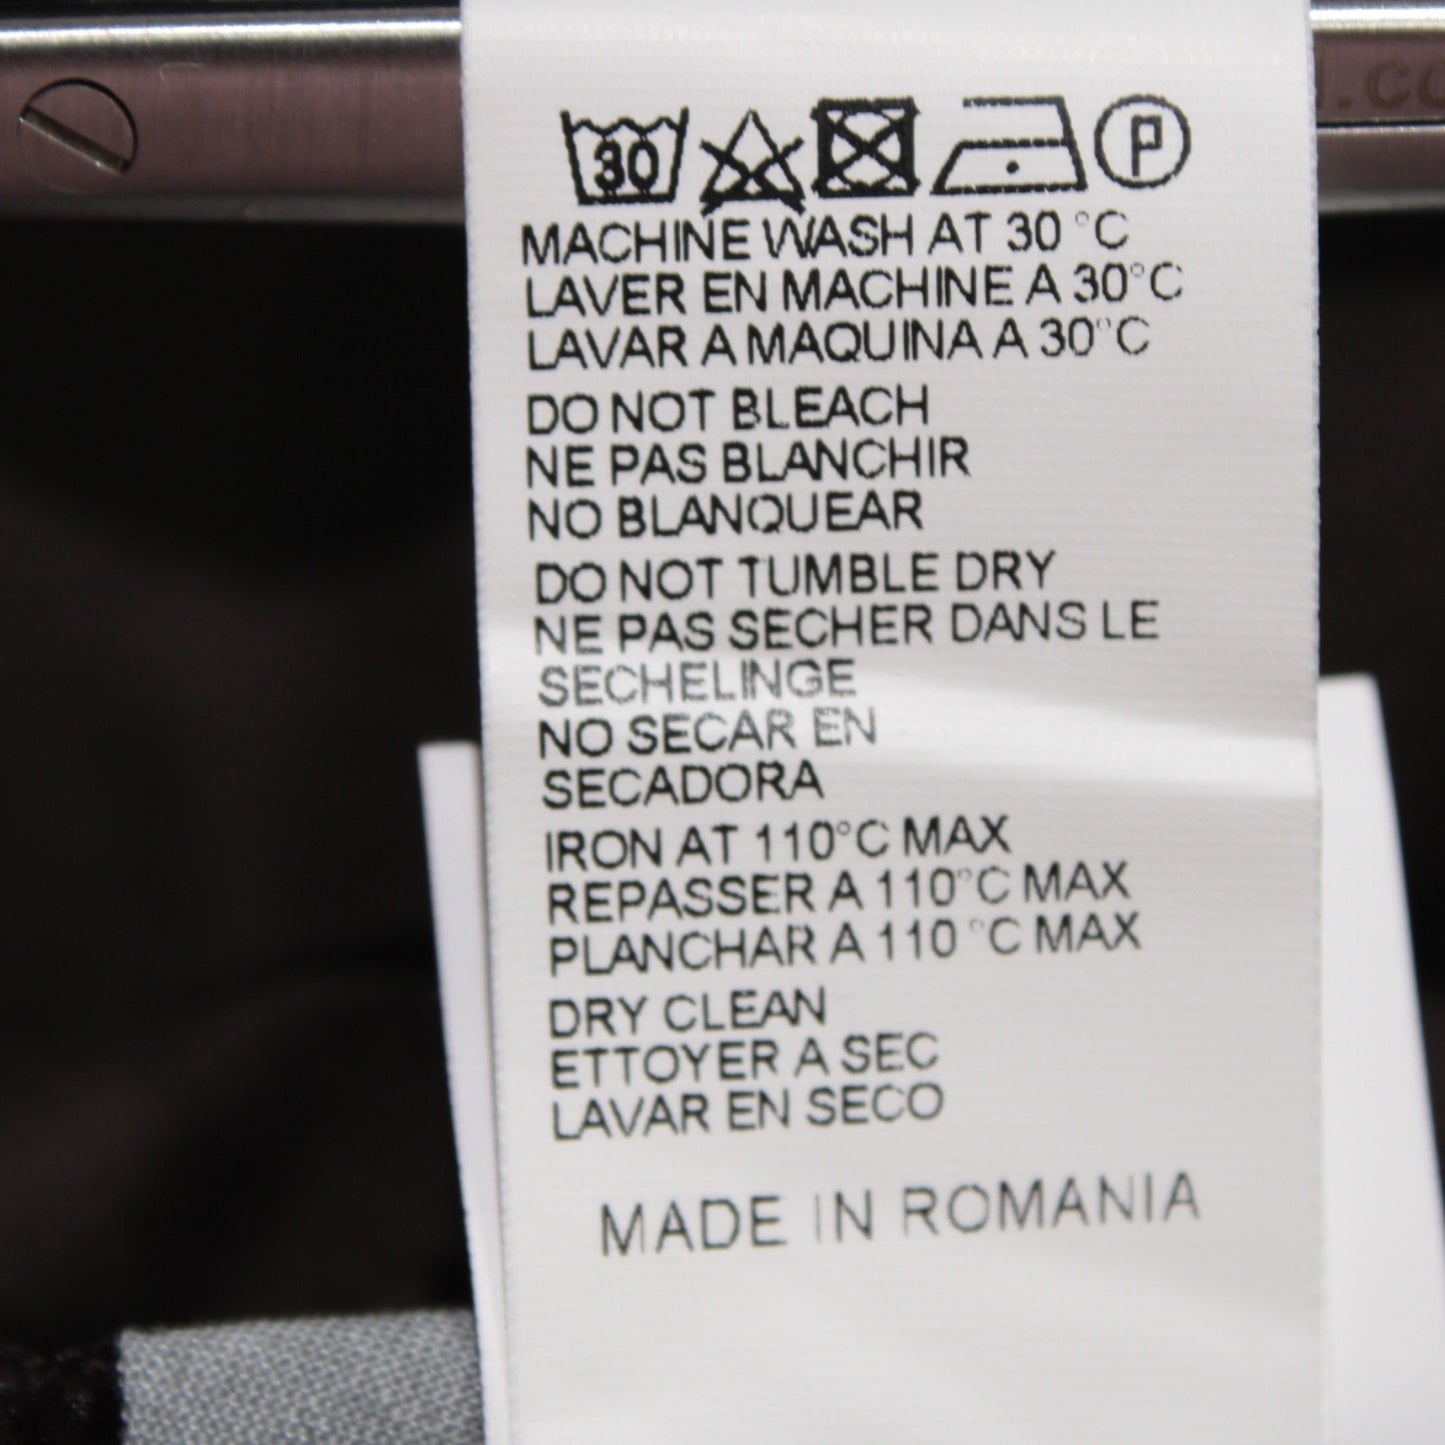 30 P
MACHINE WASH AT 30 °C
LAVER EN MACHINE A 30°C
LAVAR A MAQUINA A 30°C
DO NOT BLEACH
NE PAS BLANCHIR
NO BLANQUEAR
DO NOT TUMBLE DRY
NE PAS SECHER DANS LE
SECHELINGE
NO SECAR EN
SECADORA
IRON AT 110°C MAX
REPASSER A 110°C MAX
PLANCHAR A 110 °C MAX
DRY CLEAN
ETTOYER A SEC
LAVAR EN SECO
MADE IN ROMANIA